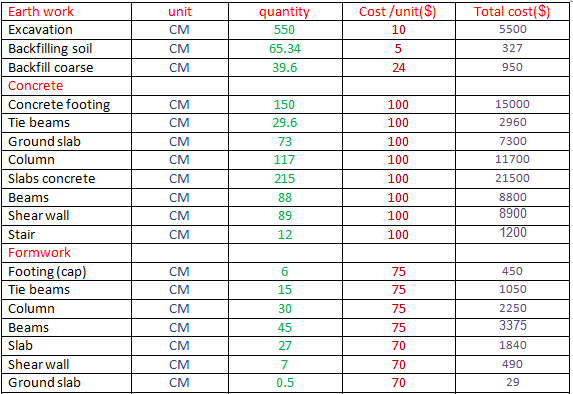 Earth work unit quantity Cost /unit($) Total cost($)
Excavation CM 550 10 5500
Backfilling soil CM 65.34 5 327
Backfill coarse CM 39.6 24 950
Concrete
Concrete footing CM 150 100 15000
Tie beams CM 29.6 100 2960
Ground slab CM 73 100 7300
Column CM 117 100 11700
Slabs concrete CM 215 100 21500
Beams CM 88 100 8800
Shear wall CM 89 100 8900
Stair CM 12 100 1200
Formwork
Footing (cap) CM 6 75 450
Tie beams CM 15 75 1050
Column CM 30 75 2250
Beams CM 45 75 3375
Slab CM 27 70 1840
Shear wall CM 7 70 490
Ground slab CM 0.5 70 29